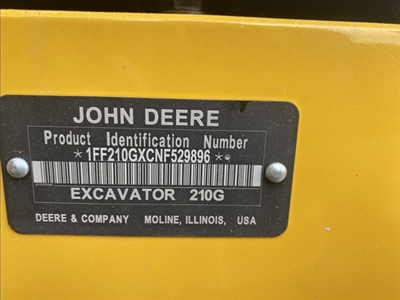 JOHN DEERE
Product Identification Number
*1FF210GXCNF529896*
EXCAVATOR 210G
DEERE & COMPANY MOLINE, ILLINOIS, USA